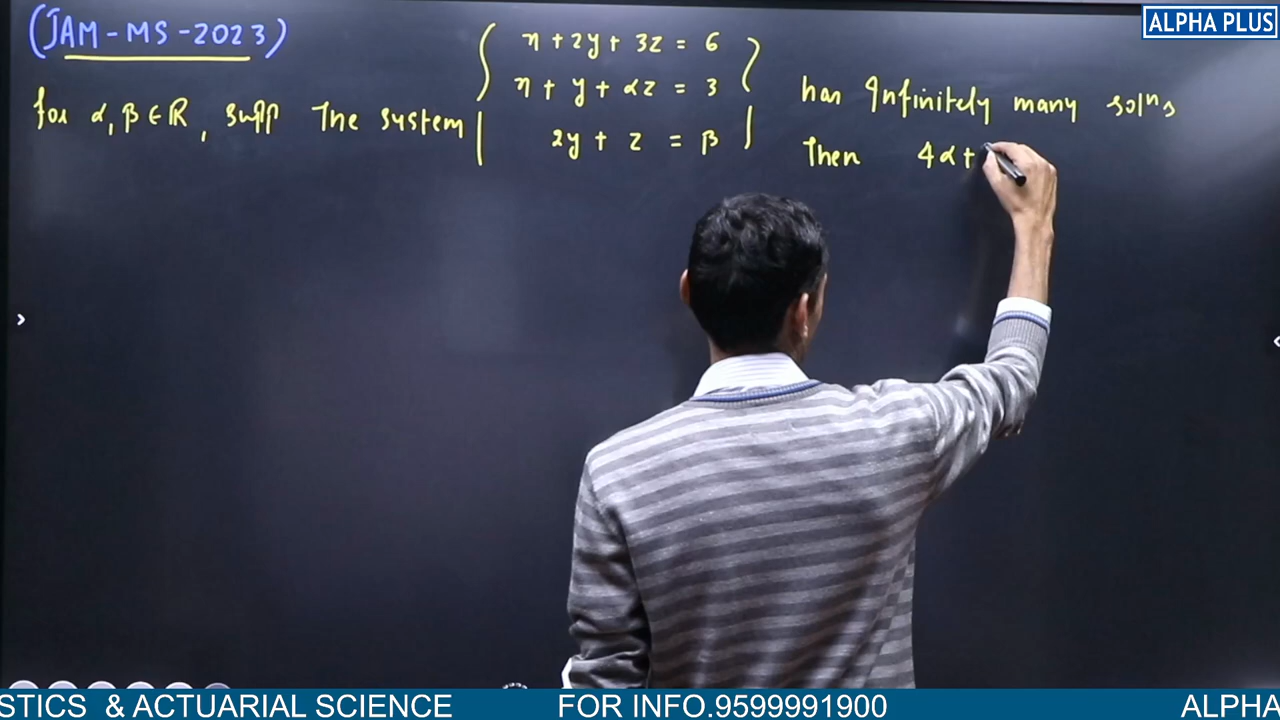 (JAM-MS-2023)
ALPHA PLUS
x + 2y + 3z = 6
x + y + αz = 3
2y + z = β
for α, β ∈ ℝ, supp The system
has Infinitely many solⁿs
Then 4α +
STICS & ACTUARIAL SCIENCE FOR INFO.9599991900 ALPHA